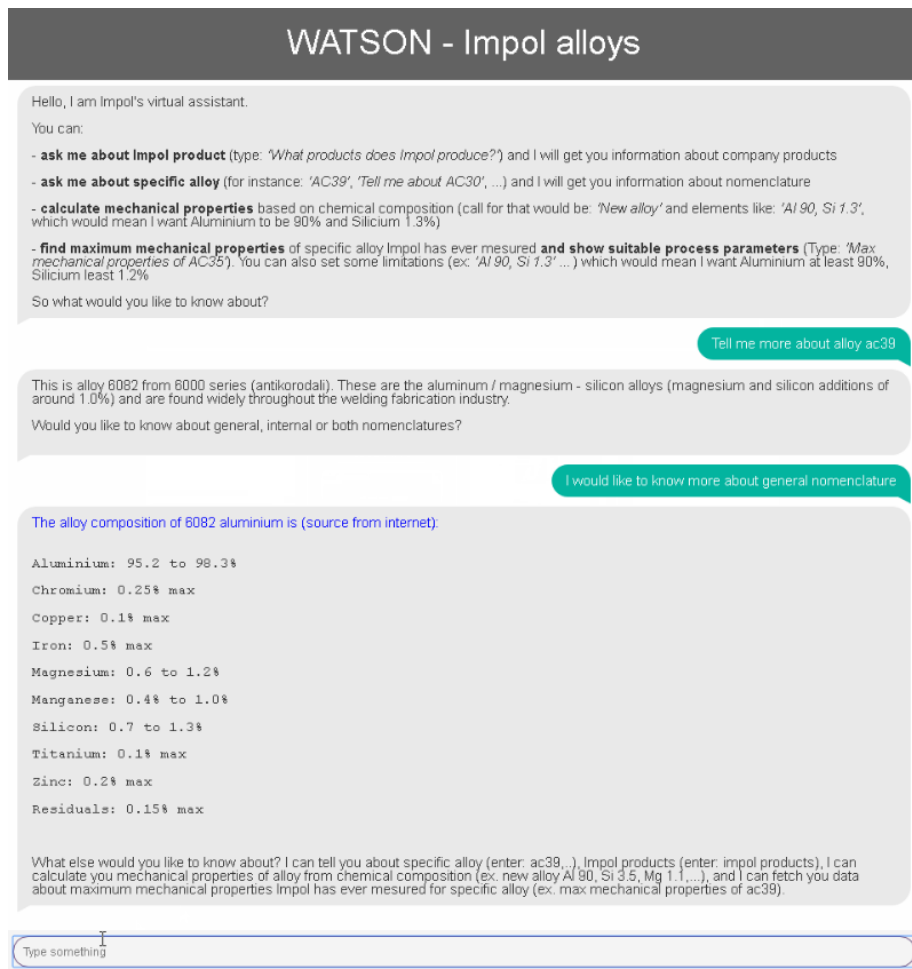 WATSON - Impol alloys
Hello, I am Impol's virtual assistant.
You can:
- ask me about Impol product (type: 'What products does Impol produce?') and I will get you information about company products
- ask me about specific alloy (for instance: 'AC39', 'Tell me about AC30', ...) and I will get you information about nomenclature
- calculate mechanical properties based on chemical composition (call for that would be: 'New alloy' and elements like: 'Al 90, Si 1.3',
which would mean I want Aluminium to be 90% and Silicium 1.3%)
- find maximum mechanical properties of specific alloy Impol has ever mesured and show suitable process parameters (Type: 'Max
mechanical properties of AC35'). You can also set some limitations (ex: 'Al 90, Si 1.3' ...) which would mean I want Aluminium at least 90%,
Silicium least 1.2%
So what would you like to know about?
Tell me more about alloy ac39
This is alloy 6082 from 6000 series (antikorodali). These are the aluminum / magnesium - silicon alloys (magnesium and silicon additions of
around 1.0%) and are found widely throughout the welding fabrication industry.
Would you like to know about general, internal or both nomenclatures?
I would like to know more about general nomenclature
The alloy composition of 6082 aluminium is (source from internet):
Aluminium: 95.2 to 98.3%
Chromium: 0.25% max
Copper: 0.1% max
Iron: 0.5% max
Magnesium: 0.6 to 1.2%
Manganese: 0.4% to 1.0%
Silicon: 0.7 to 1.3%
Titanium: 0.1% max
Zinc: 0.2% max
Residuals: 0.15% max
What else would you like to know about? I can tell you about specific alloy (enter: ac39,..), Impol products (enter: impol products), I can
calculate you mechanical properties of alloy from chemical composition (ex. new alloy Al 90, Si 3.5, Mg 1.1,...), and I can fetch you data
about maximum mechanical properties Impol has ever mesured for specific alloy (ex. max mechanical properties of ac39).
Type something